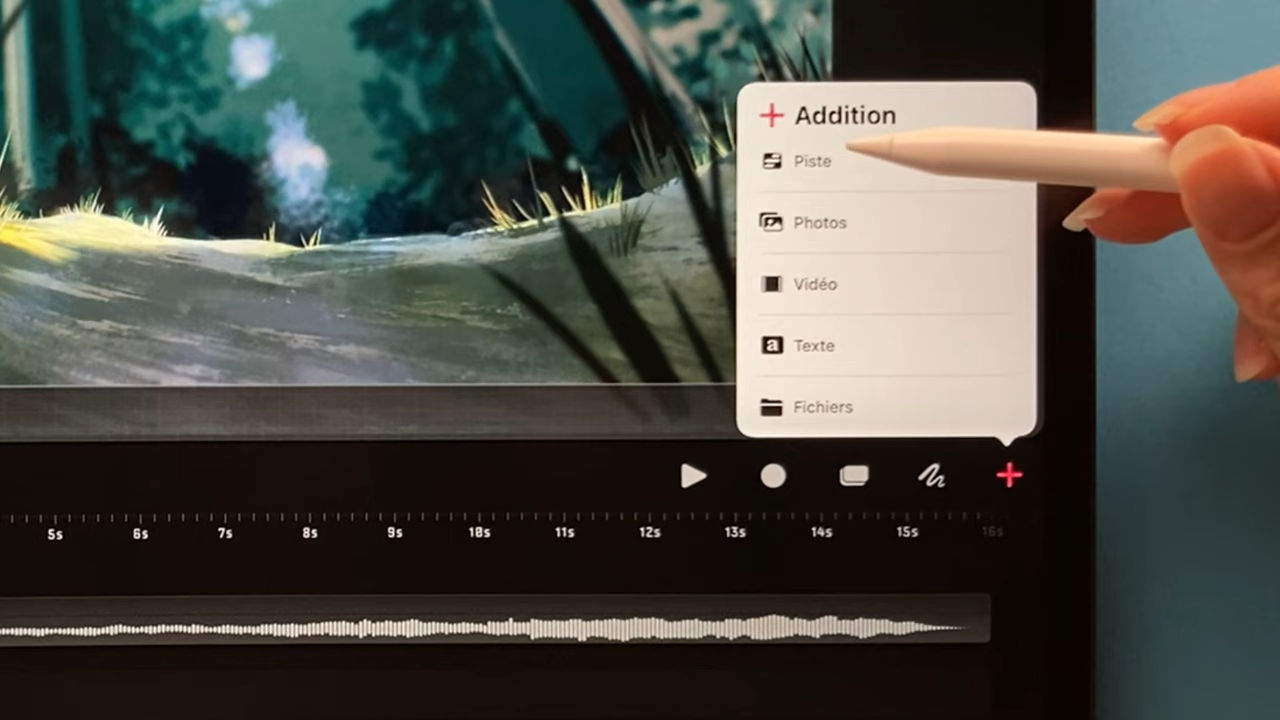 Addition
Piste
Photos
Vidéo
Texte
Fichiers
5s 6s 7s 8s 9s 10s 11s 12s 13s 14s 15s 16s